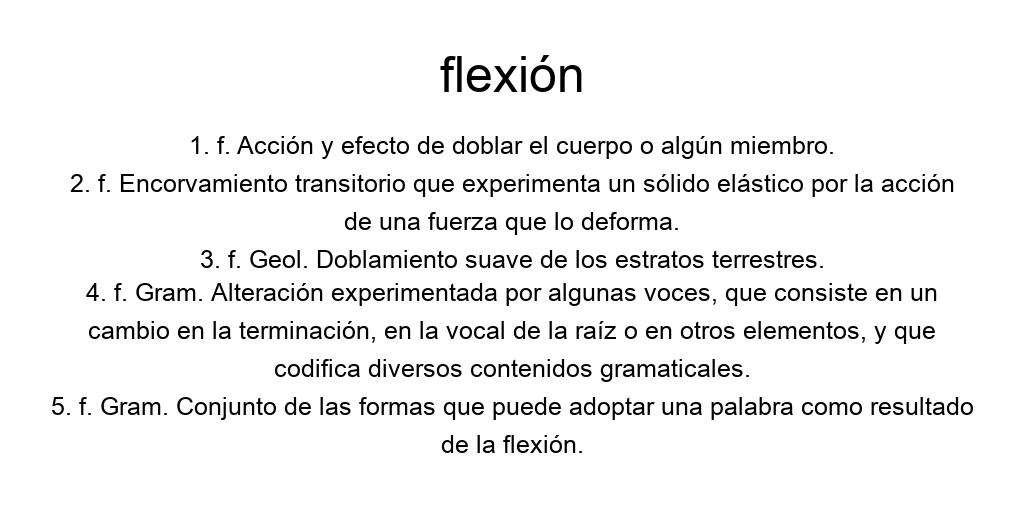 flexión
1. f. Acción y efecto de doblar el cuerpo o algún miembro.
2. f. Encorvamiento transitorio que experimenta un sólido elástico por la acción
de una fuerza que lo deforma.
3. f. Geol. Doblamiento suave de los estratos terrestres.
4. f. Gram. Alteración experimentada por algunas voces, que consiste en un
cambio en la terminación, en la vocal de la raíz o en otros elementos, y que
codifica diversos contenidos gramaticales.
5. f. Gram. Conjunto de las formas que puede adoptar una palabra como resultado
de la flexión.